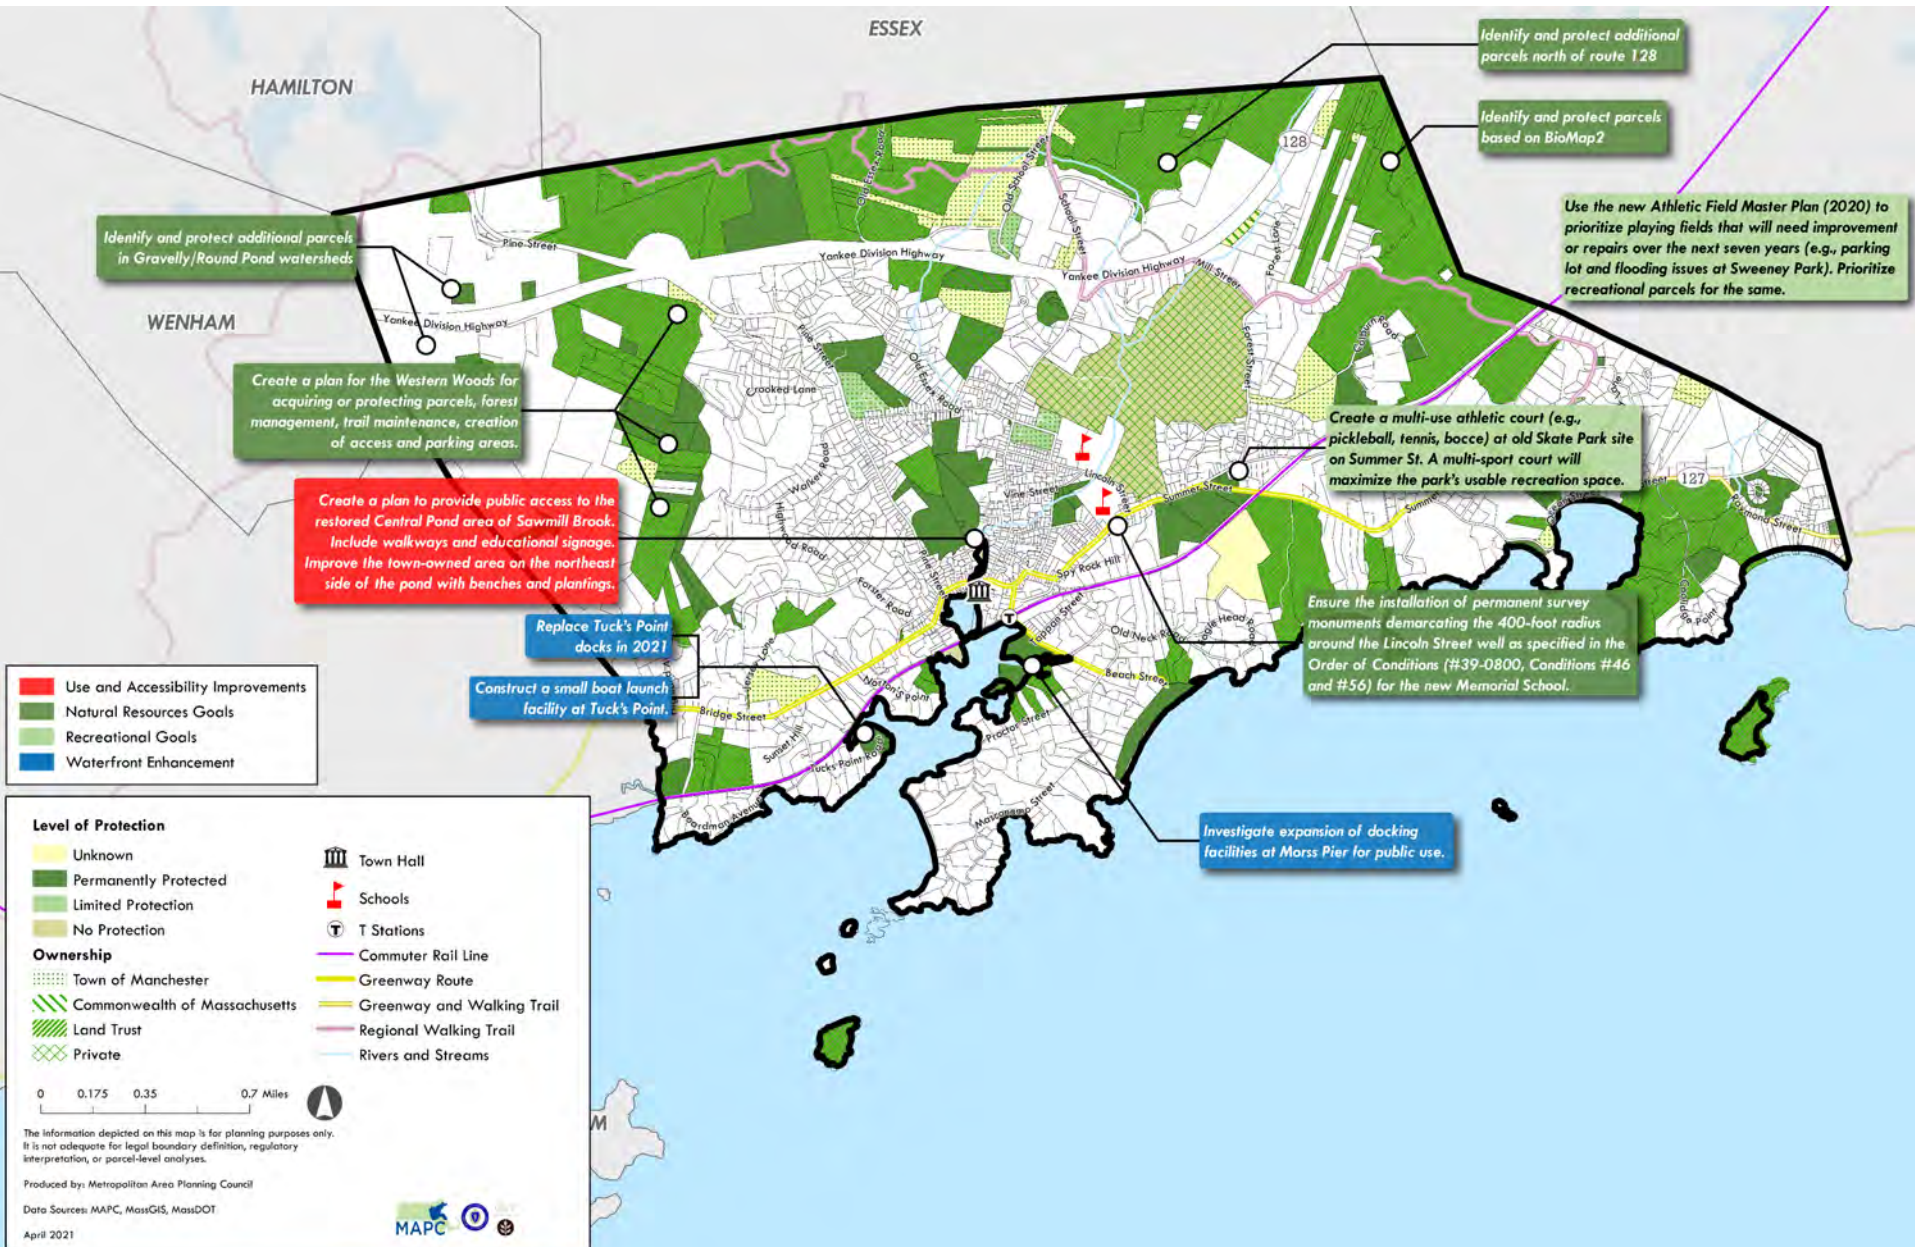 ESSEX
HAMILTON
WENHAM
Identify and protect additional
parcels north of route 128
Identify and protect parcels
based on BioMap2
Use the new Athletic Field Master Plan (2020) to
prioritize playing fields that will need improvement
or repairs over the next seven years (e.g., parking
lot and flooding issues at Sweeney Park). Prioritize
recreational parcels for the same.
Identify and protect additional parcels
in Gravelly/Round Pond watersheds
Create a plan for the Western Woods for
acquiring or protecting parcels, forest
management, trail maintenance, creation
of access and parking areas.
Create a multi-use athletic court (e.g.,
pickleball, tennis, bocce) at old Skate Park site
on Summer St. A multi-sport court will
maximize the park's usable recreation space.
Create a plan to provide public access to the
restored Central Pond area of Sawmill Brook.
Include walkways and educational signage.
Improve the town-owned area on the northeast
side of the pond with benches and plantings.
Replace Tuck's Point
docks in 2021
Construct a small boat launch
facility at Tuck's Point.
Ensure the installation of permanent survey
monuments demarcating the 400-foot radius
around the Lincoln Street well as specified in the
Order of Conditions (#39-0800, Conditions #46
and #56) for the new Memorial School.
Investigate expansion of docking
facilities at Morss Pier for public use.
128
127
Old Essex Road
Old School Street
School Street
Pine Street
Yankee Division Highway
Yankee Division Highway
Mill Street
Forest Street
Yankee Division Highway
Pine Street
Old Essex Road
Crooked Lane
Forest Street
Walker Road
Highwood Road
Vine Street
Lincoln Street
Summer Street
Summer
Raymond Street
Coolidge Point
Pine Street
Forster Road
Spy Rock Hill
Tappan Street
Old Neck Road
Eagle Head Road
Beach Street
Jersey Lane
Norton's Point
Bridge Street
Sunset Hill
Tucks Point Road
Proctor Street
Boardman Avenue
Masconomo Street
T
M
Use and Accessibility Improvements
Natural Resources Goals
Recreational Goals
Waterfront Enhancement
Level of Protection
Unknown
Permanently Protected
Limited Protection
No Protection
Ownership
Town of Manchester
Commonwealth of Massachusetts
Land Trust
Private
Town Hall
Schools
T
T Stations
Commuter Rail Line
Greenway Route
Greenway and Walking Trail
Regional Walking Trail
Rivers and Streams
0 0.175 0.35 0.7 Miles
The information depicted on this map is for planning purposes only.
It is not adequate for legal boundary definition, regulatory
interpretation, or parcel-level analyses.
Produced by: Metropolitan Area Planning Council
Data Sources: MAPC, MassGIS, MassDOT
April 2021
MAPC